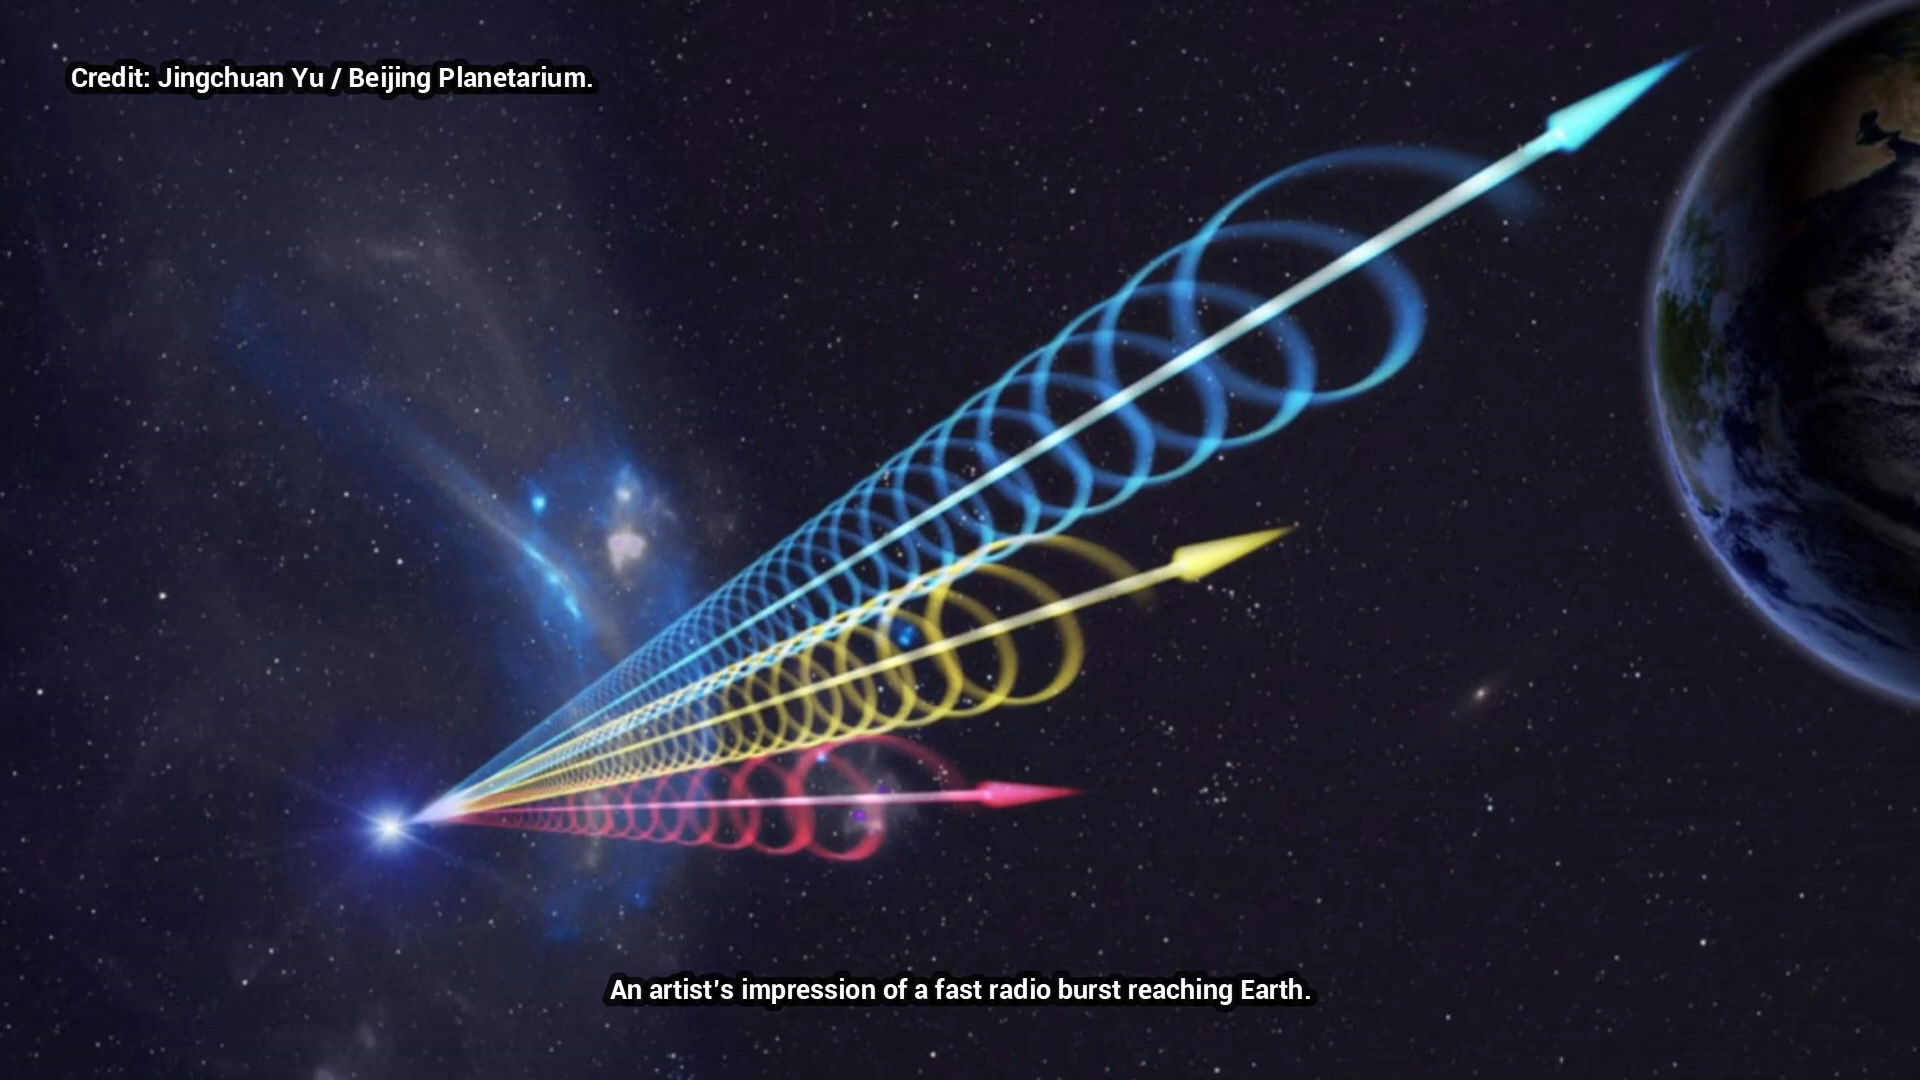 Credit: Jingchuan Yu / Beijing Planetarium.
An artist's impression of a fast radio burst reaching Earth.